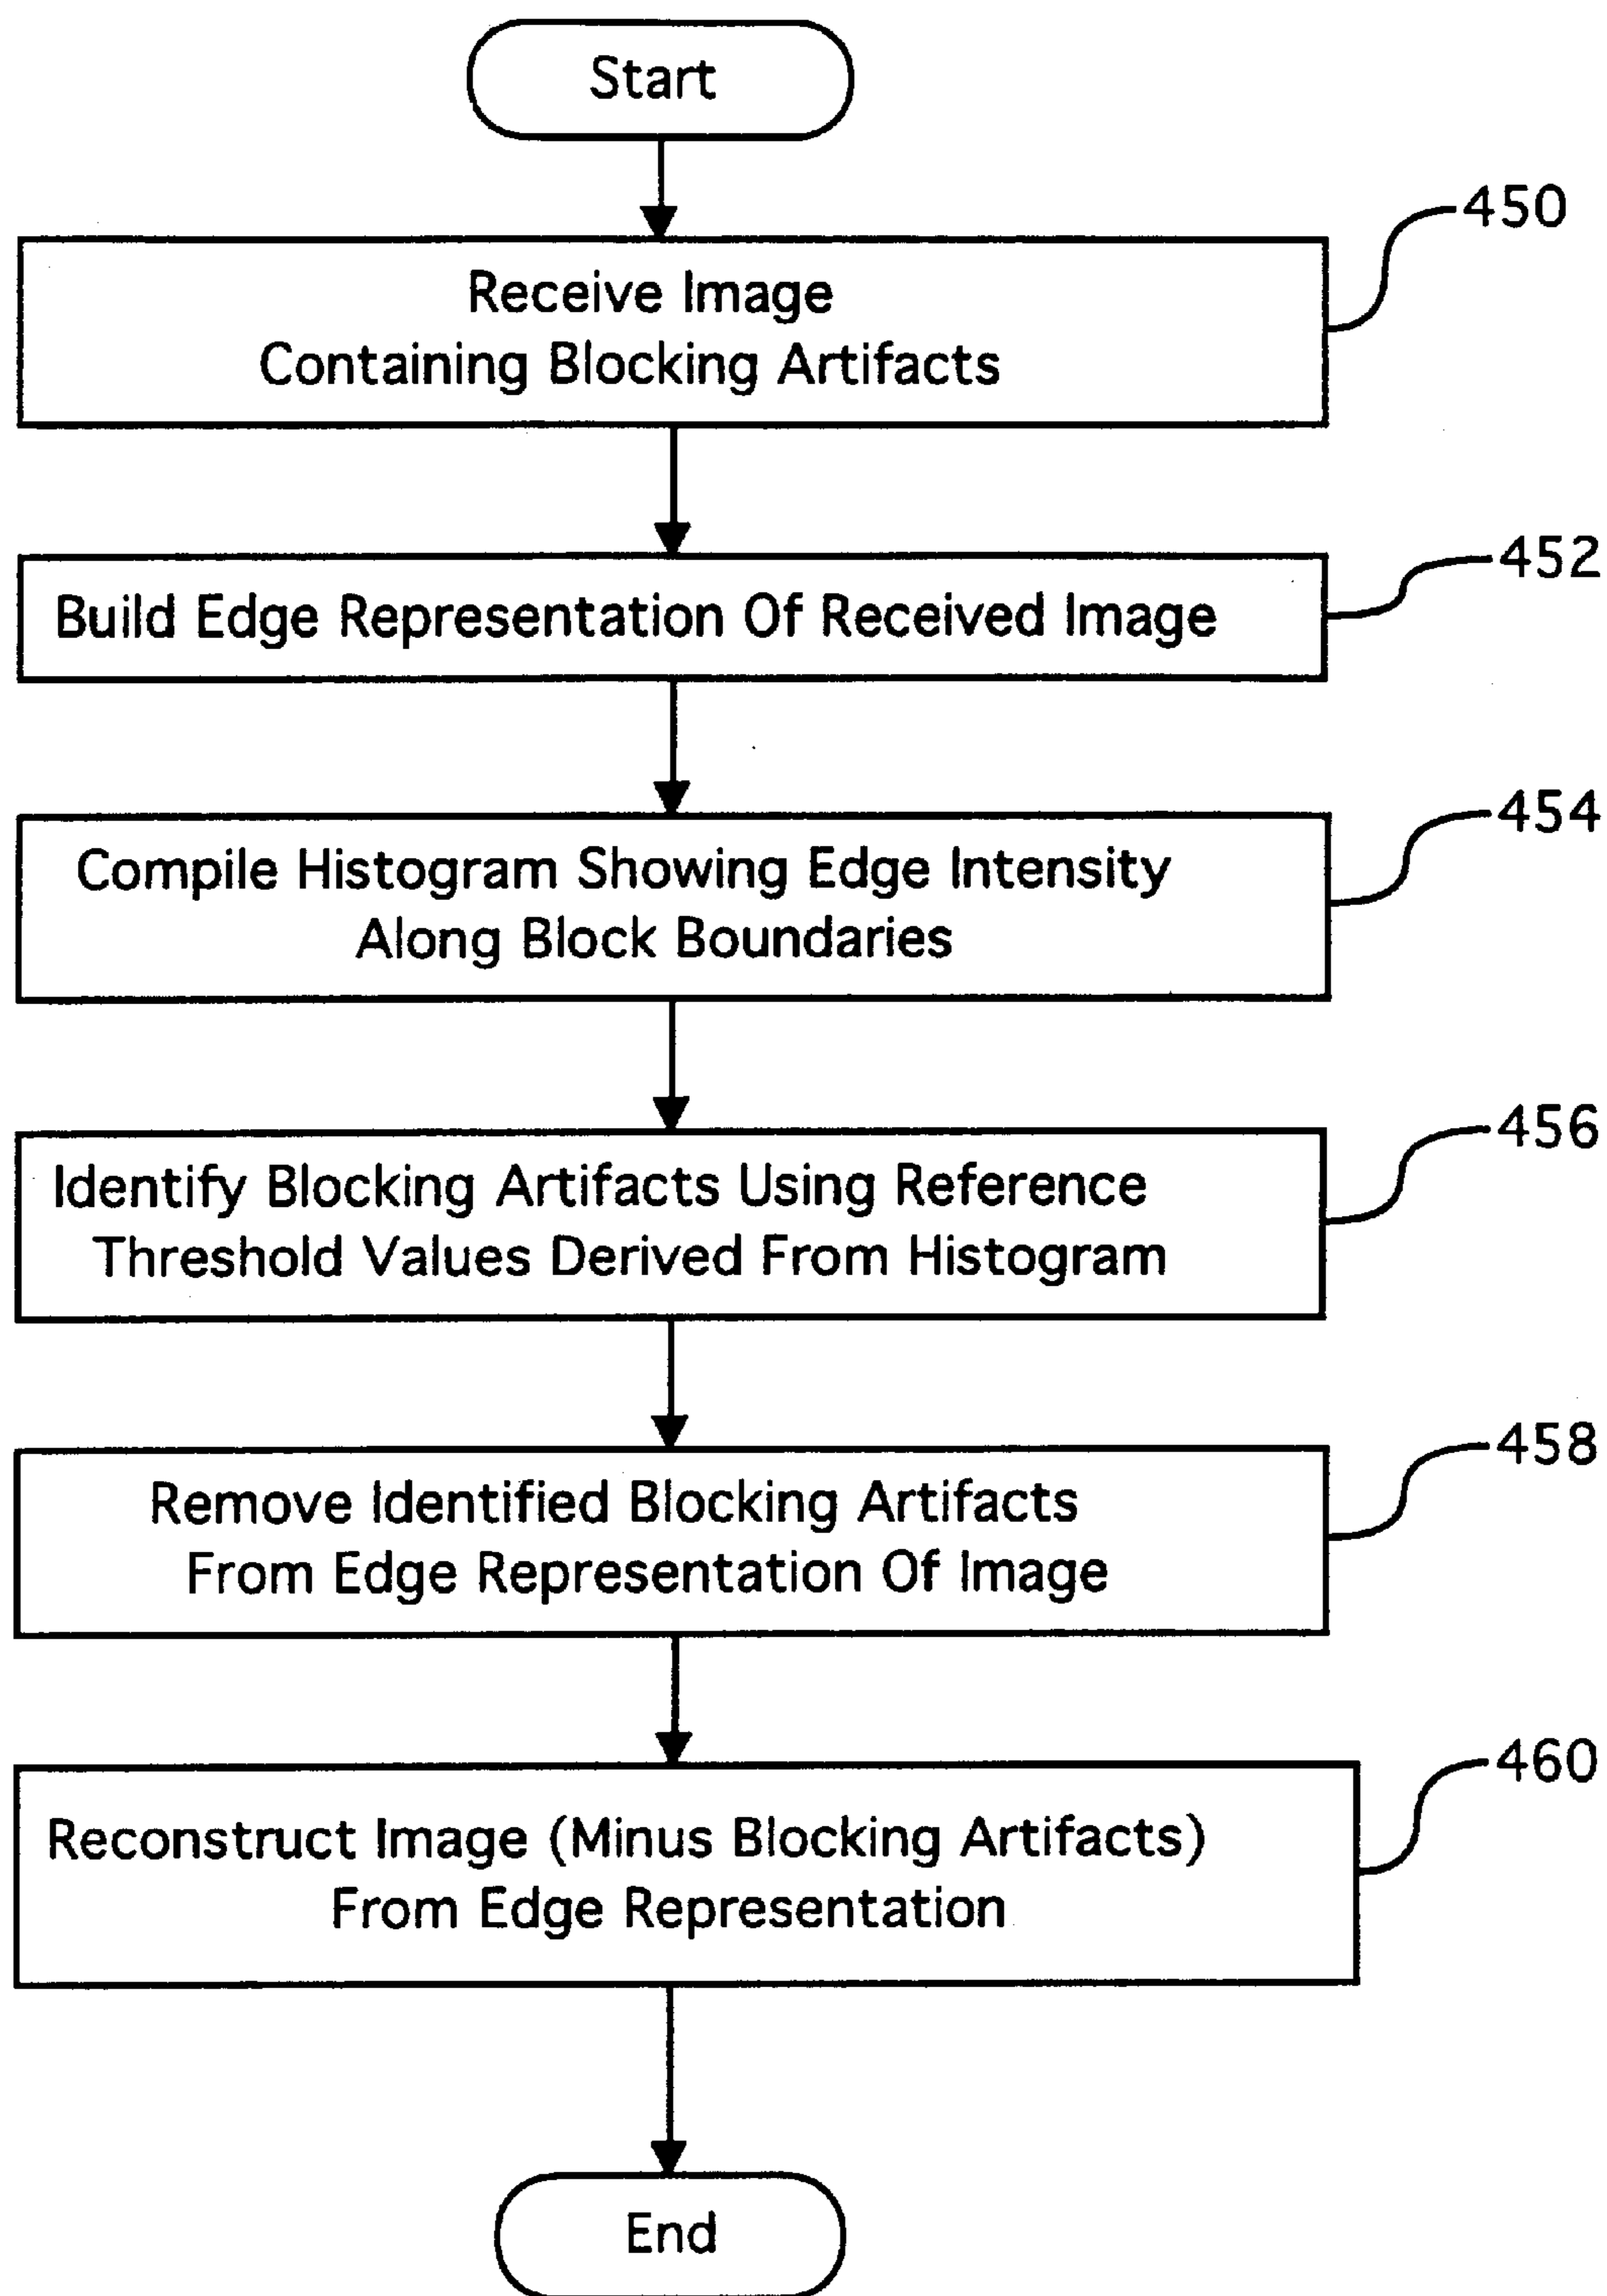 Start
450
Receive Image
Containing Blocking Artifacts
452
Build Edge Representation Of Received Image
454
Compile Histogram Showing Edge Intensity
Along Block Boundaries
456
Identify Blocking Artifacts Using Reference
Threshold Values Derived From Histogram
458
Remove Identified Blocking Artifacts
From Edge Representation Of Image
460
Reconstruct Image (Minus Blocking Artifacts)
From Edge Representation
End